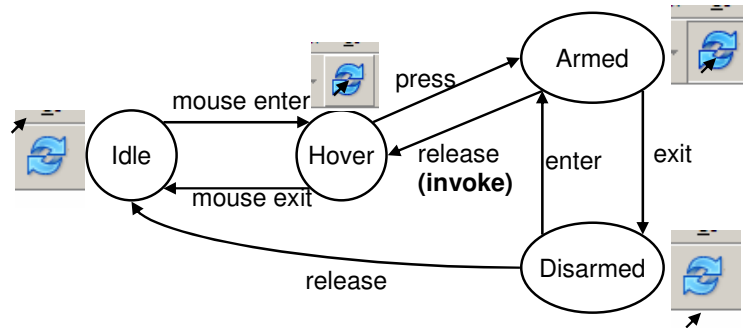 Armed
press
mouse enter
Idle
Hover
release
(invoke)
enter
exit
mouse exit
Disarmed
release